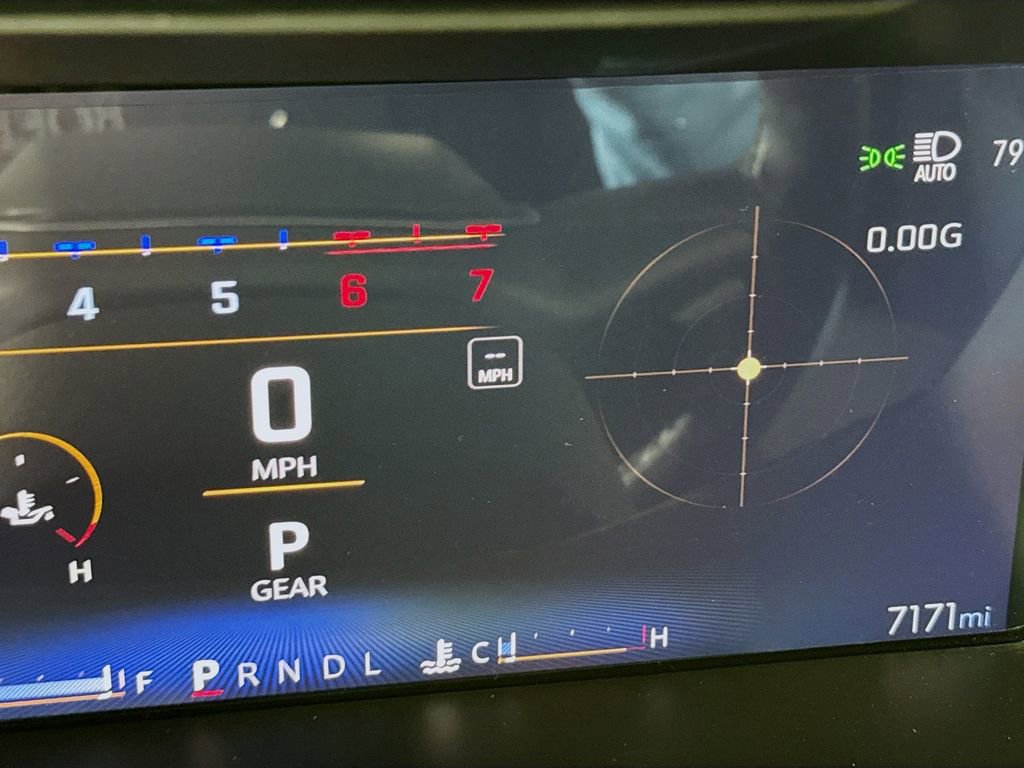 AUTO
79
0.00G
4 5 6 7
--
MPH
0
MPH
P
GEAR
H
7171mi
F
P R N D L
C H